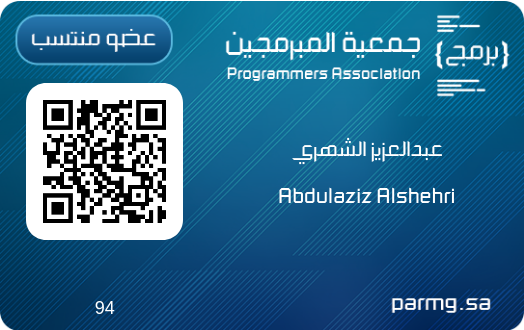 عضو منتسب
جمعية المبرمجين
Programmers Association
{برمج}
عبدالعزيز الشهري
Abdulaziz Alshehri
94
parmg.sa